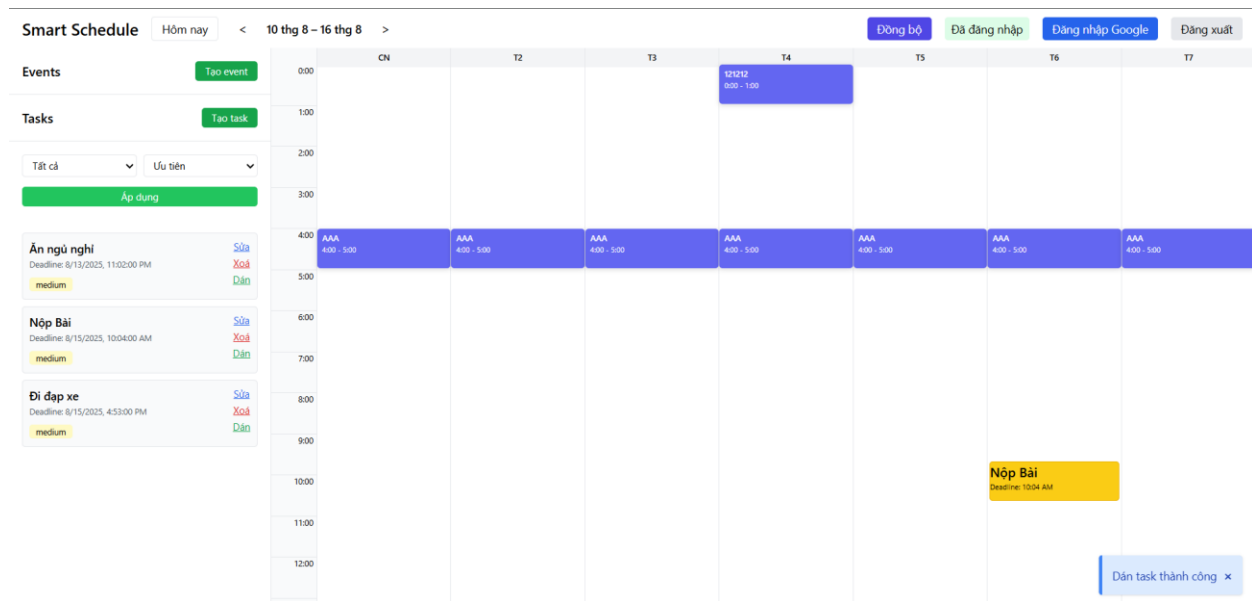 Smart Schedule Hôm nay < 10 thg 8 – 16 thg 8 > Đồng bộ Đã đăng nhập Đăng nhập Google Đăng xuất
CN T2 T3 T4 T5 T6 T7
Events Tạo event
Tasks Tạo task
Tất cả Ưu tiên
Áp dụng
Ăn ngủ nghỉ Sửa
Deadline: 8/13/2025, 11:02:00 PM Xoá
medium Dán
Nộp Bài Sửa
Deadline: 8/15/2025, 10:04:00 AM Xoá
medium Dán
Đi đạp xe Sửa
Deadline: 8/15/2025, 4:53:00 PM Xoá
medium Dán
0:00
121212
0:00 - 1:00
1:00
2:00
3:00
4:00
AAA AAA AAA AAA AAA AAA AAA
4:00 - 5:00 4:00 - 5:00 4:00 - 5:00 4:00 - 5:00 4:00 - 5:00 4:00 - 5:00 4:00 - 5:00
5:00
6:00
7:00
8:00
9:00
Nộp Bài
10:00
Deadline: 10:04 AM
11:00
12:00
Dán task thành công ×